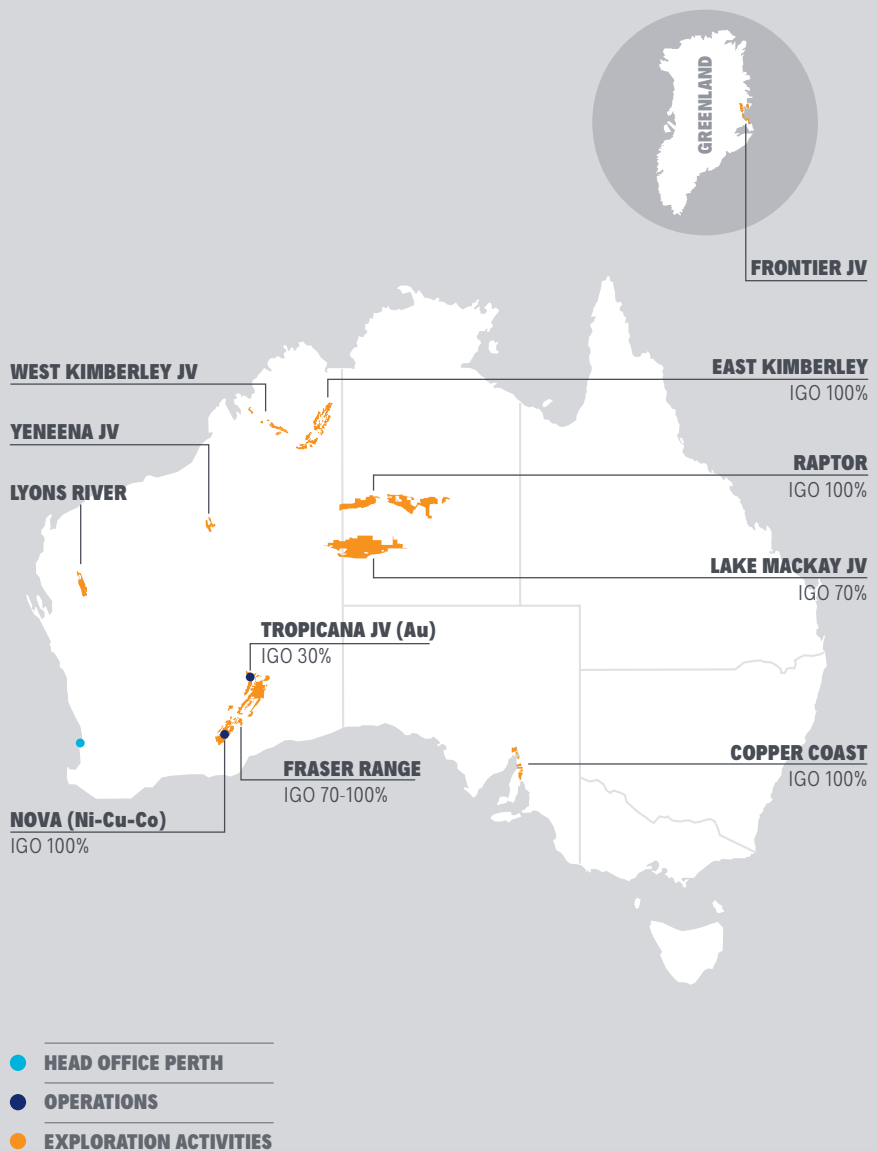 GREENLAND
FRONTIER JV
WEST KIMBERLEY JV
EAST KIMBERLEY
IGO 100%
YENEENA JV
RAPTOR
IGO 100%
LYONS RIVER
LAKE MACKAY JV
IGO 70%
TROPICANA JV (Au)
IGO 30%
COPPER COAST
IGO 100%
FRASER RANGE
IGO 70-100%
NOVA (Ni-Cu-Co)
IGO 100%
HEAD OFFICE PERTH
OPERATIONS
EXPLORATION ACTIVITIES